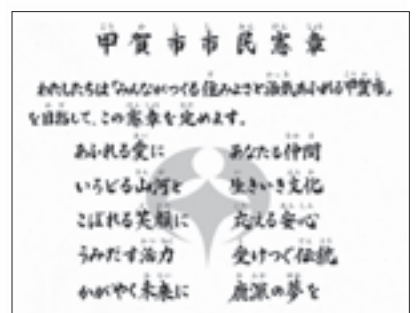 甲賀市市民憲章
わたしたちは「みんながつくる住みよさと活気あふれる甲賀市」
を目指して、この憲章を定めます。
あふれる愛に　あなたも仲間
いろどる山河と　生きいき文化
こぼれる笑顔に　応える安心
うみだす活力　受けつぐ伝統
かがやく未来に　鹿深の夢を